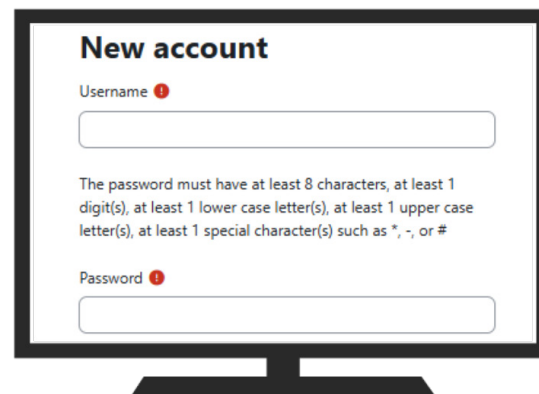 New account
Username
The password must have at least 8 characters, at least 1
digit(s), at least 1 lower case letter(s), at least 1 upper case
letter(s), at least 1 special character(s) such as *, -, or #
Password